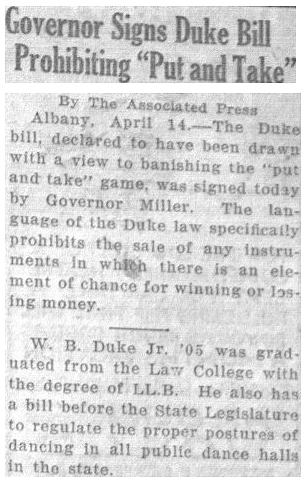 Governor Signs Duke Bill
Prohibiting "Put and Take"
By The Associated Press
Albany, April 14.—The Duke
bill, declared to have been drawn
with a view to banishing the "put
and take" game, was signed today
by Governor Miller. The lan-
guage of the Duke law specifically
prohibits the sale of any instru-
ments in which there is an ele-
ment of chance for winning or los-
ing money.
W. B. Duke Jr. '05 was grad-
uated from the Law College with
the degree of LL.B. He also has
a bill before the State Legislature
to regulate the proper postures of
dancing in all public dance halls
in the state.